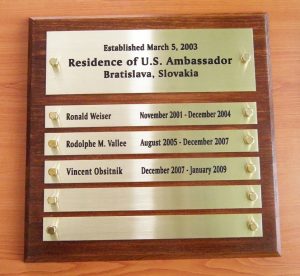 Established March 5, 2003
Residence of U.S. Ambassador
Bratislava, Slovakia
Ronald Weiser November 2001 - December 2004
Rodolphe M. Vallee August 2005 - December 2007
Vincent Obsitnik December 2007 - January 2009